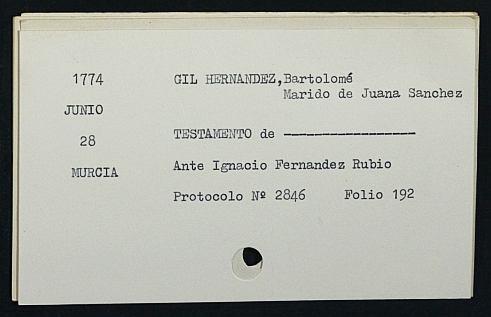 1774 GIL HERNANDEZ, Bartolomé
Marido de Juana Sanchez
JUNIO
28 TESTAMENTO de -----------------
MURCIA Ante Ignacio Fernandez Rubio
Protocolo Nº 2846 Folio 192